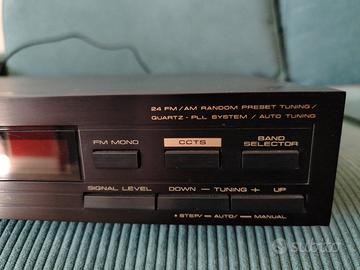 24 FM / AM RANDOM PRESET TUNING /
QUARTZ - PLL SYSTEM / AUTO TUNING
FM MONO
CCTS
BAND
SELECTOR
SIGNAL LEVEL
DOWN — TUNING + UP
• STEP/— AUTO/— MANUAL
subito